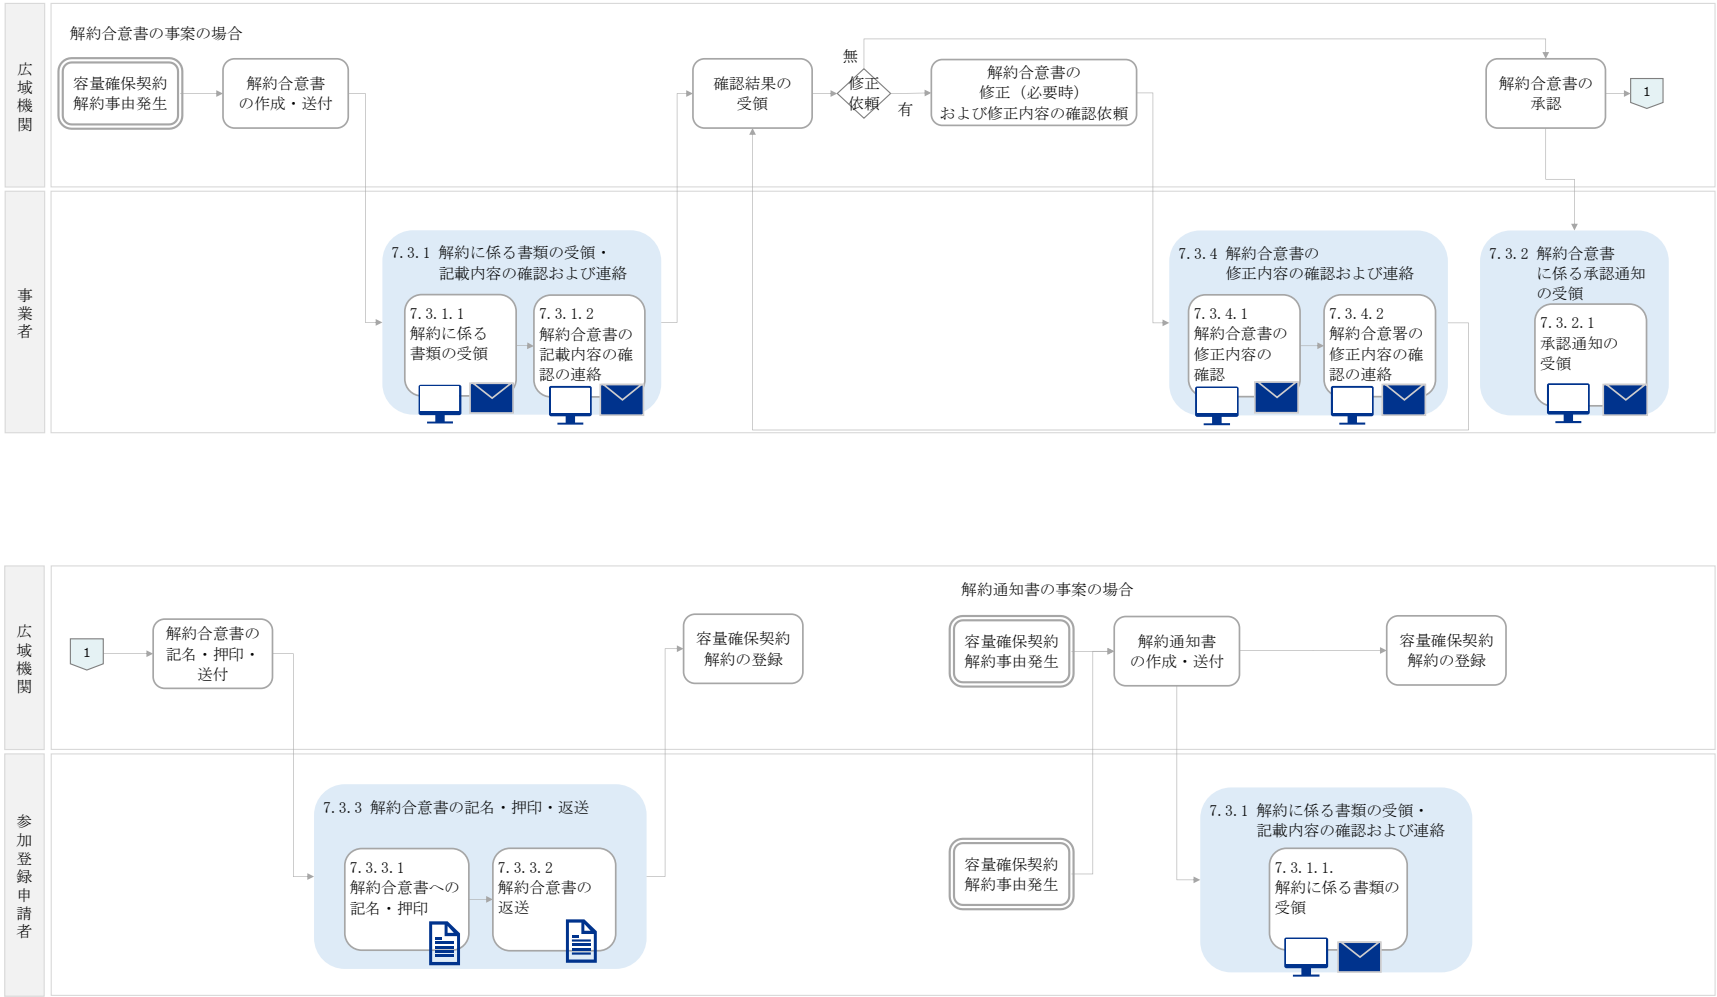 広域機関
解約合意書の事案の場合
容量確保契約
解約事由発生
解約合意書
の作成・送付
確認結果の
受領
無
修正
依頼
有
解約合意書の
修正（必要時）
および修正内容の確認依頼
解約合意書の
承認
1
事業者
7.3.1 解約に係る書類の受領・
記載内容の確認および連絡
7.3.1.1
解約に係る
書類の受領
7.3.1.2
解約合意書の
記載内容の確
認の連絡
7.3.4 解約合意書の
修正内容の確認および連絡
7.3.4.1
解約合意書の
修正内容の
確認
7.3.4.2
解約合意署の
修正内容の確
認の連絡
7.3.2 解約合意書
に係る承認通知
の受領
7.3.2.1
承認通知の
受領
広域機関
1
解約合意書の
記名・押印・
送付
容量確保契約
解約の登録
解約通知書の事案の場合
容量確保契約
解約事由発生
解約通知書
の作成・送付
容量確保契約
解約の登録
参加登録申請者
7.3.3 解約合意書の記名・押印・返送
7.3.3.1
解約合意書への
記名・押印
7.3.3.2
解約合意書の
返送
容量確保契約
解約事由発生
7.3.1 解約に係る書類の受領・
記載内容の確認および連絡
7.3.1.1.
解約に係る書類の
受領